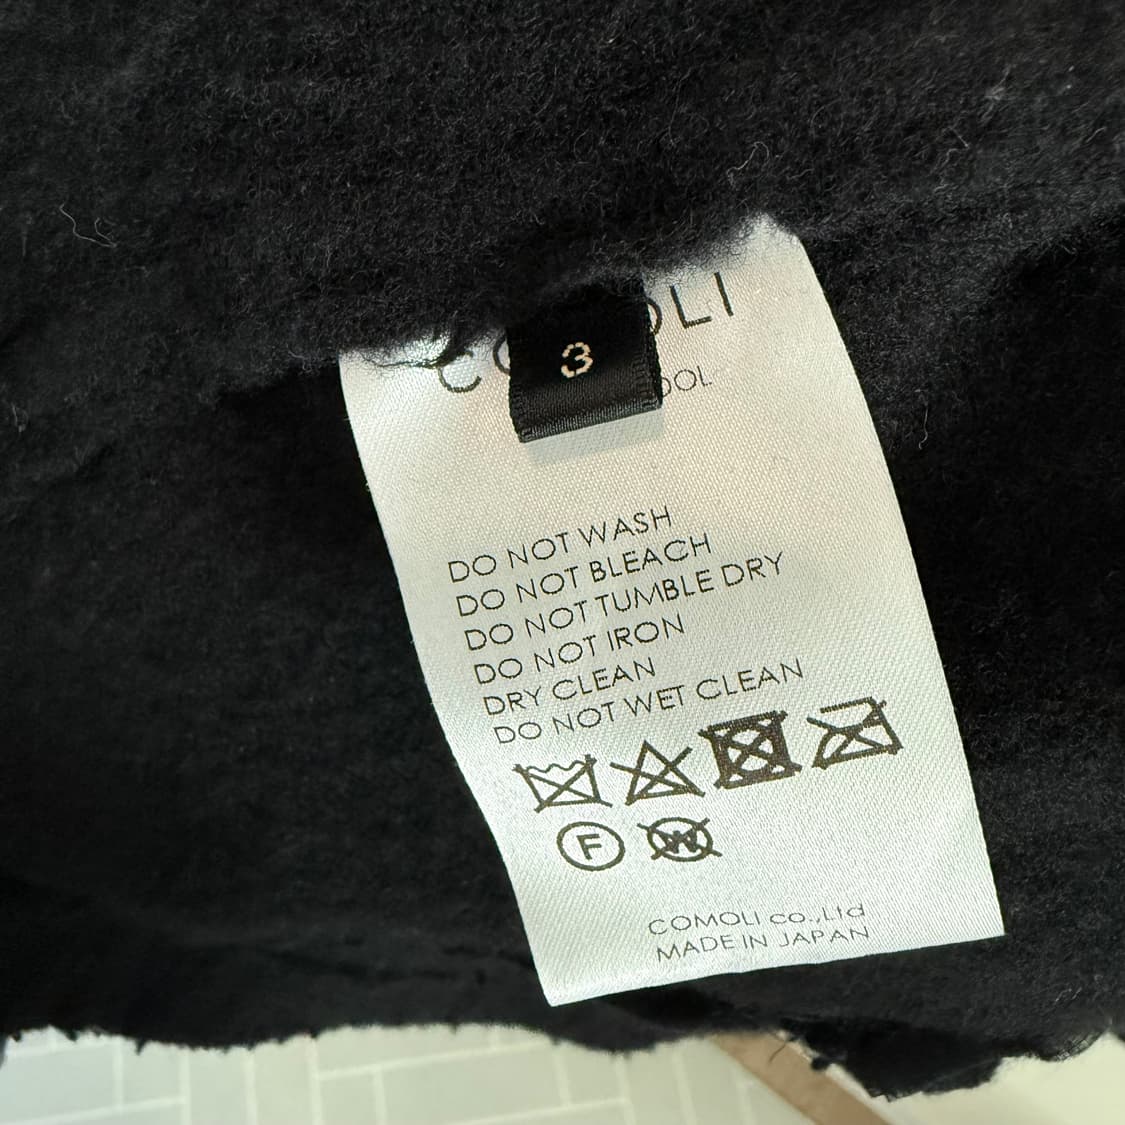 3
DO NOT WASH
DO NOT BLEACH
DO NOT TUMBLE DRY
DO NOT IRON
DRY CLEAN
DO NOT WET CLEAN
F W
COMOLI co.,Ltd
MADE IN JAPAN